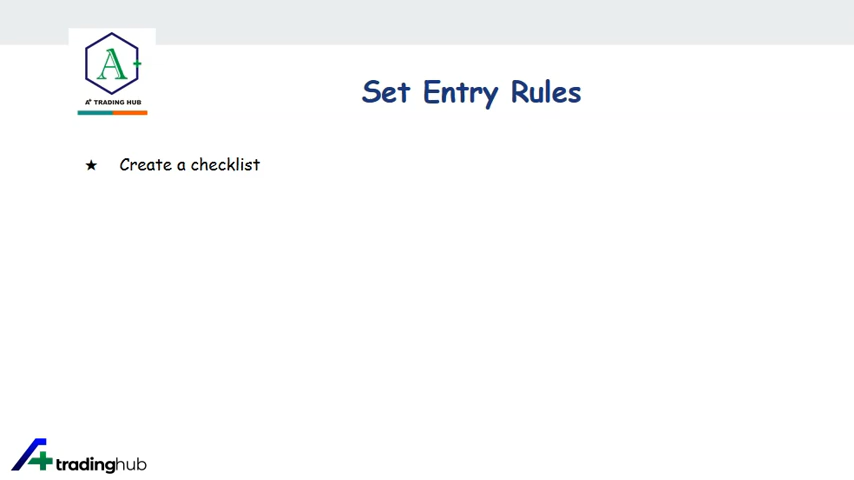 A+
A+ TRADING HUB
Set Entry Rules
★ Create a checklist
A+ tradinghub